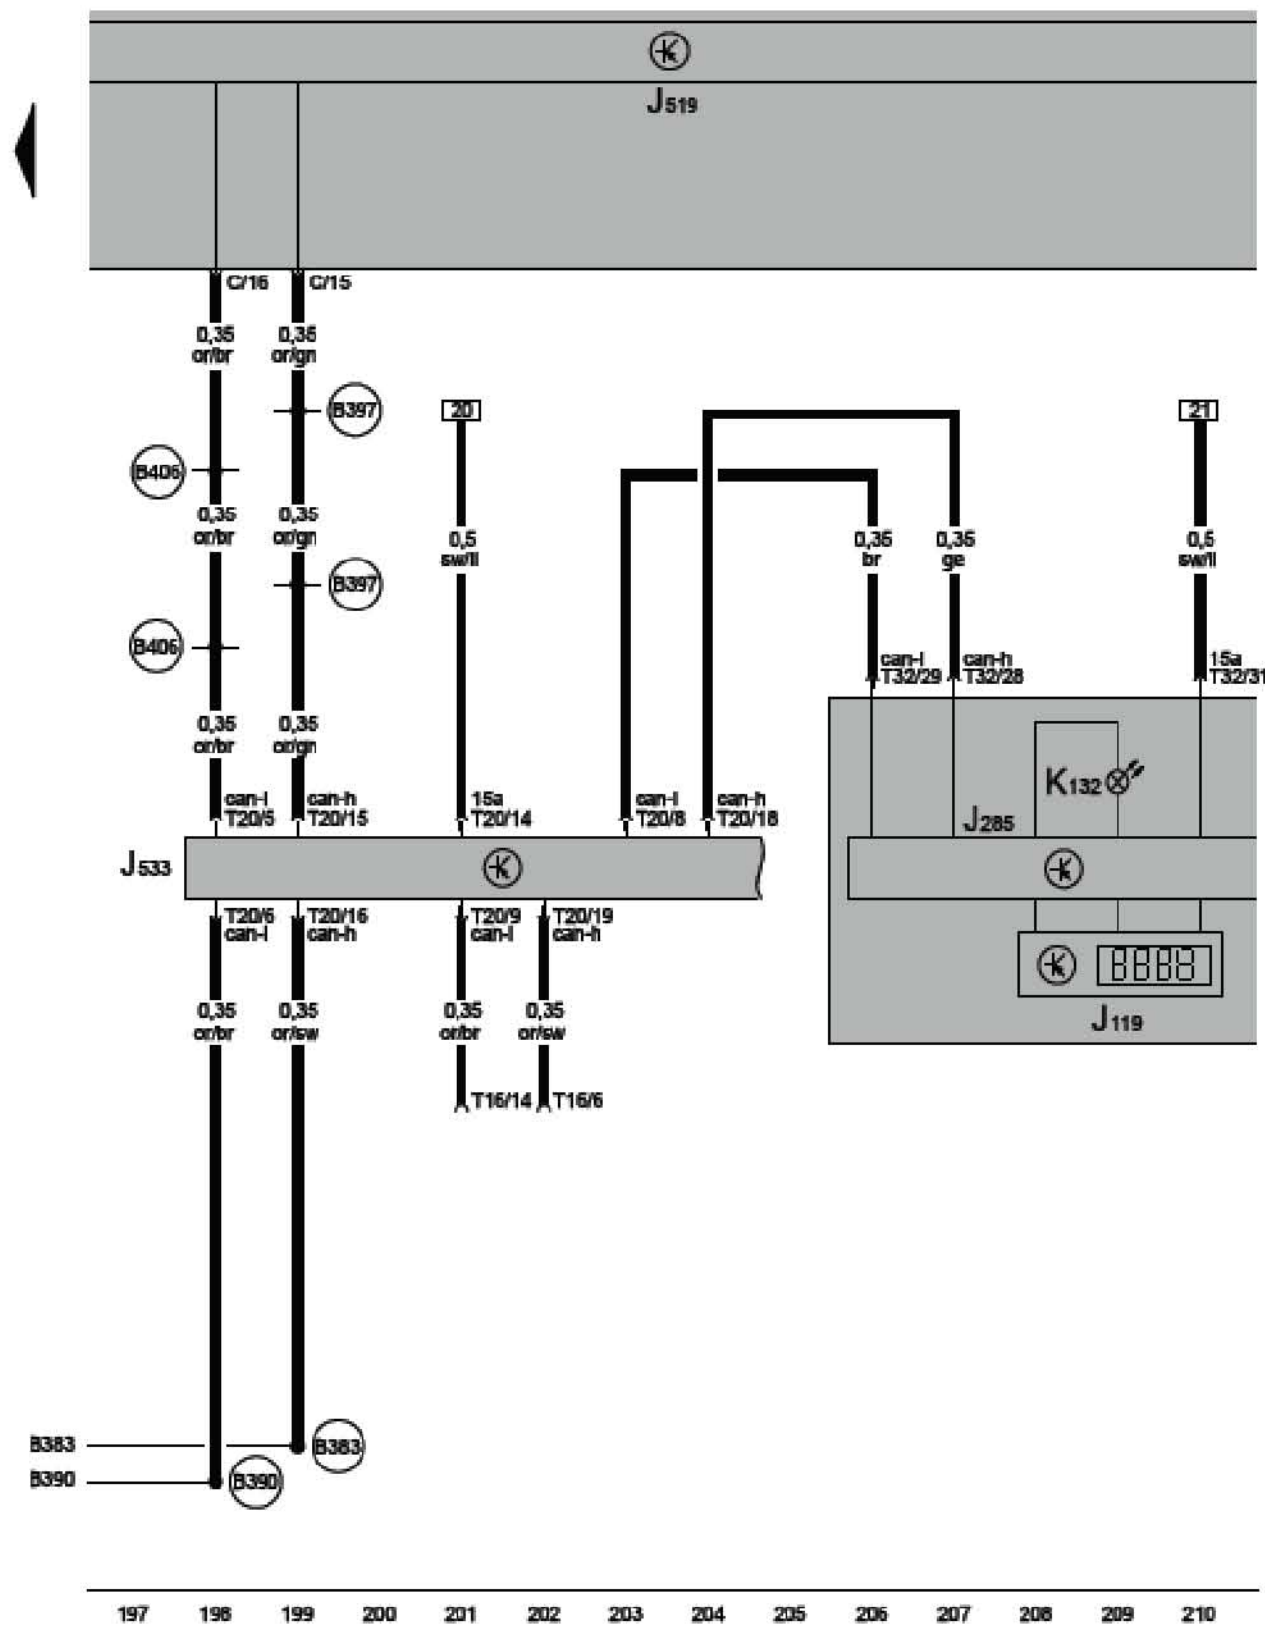 J519
C/16 C/15
0,35 0,35
or/br or/gn
B397
20 21
B406
0,35 0,35
or/br or/gn
0,5 0,35 0,35 0,5
sw/li br ge sw/li
B397
B406
can-l can-h 15a
T32/29 T32/28 T32/31
0,35 0,35
or/br or/gn
K132
can-l can-h 15a can-l can-h
T20/5 T20/15 T20/14 T20/8 T20/18
J285
J533
T20/6 T20/16 T20/9 T20/19
can-l can-h can-l can-h
8888
0,35 0,35 0,35 0,35
or/br or/sw or/br or/sw
J119
T16/14 T16/6
B383 B383
B390 B390
197 198 199 200 201 202 203 204 205 206 207 208 209 210